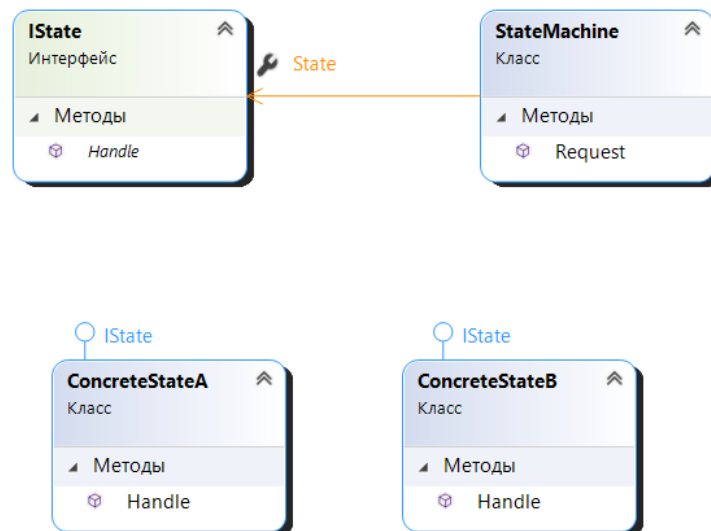 IState
Интерфейс
Методы
Handle
State
StateMachine
Класс
Методы
Request
IState
ConcreteStateA
Класс
Методы
Handle
IState
ConcreteStateB
Класс
Методы
Handle